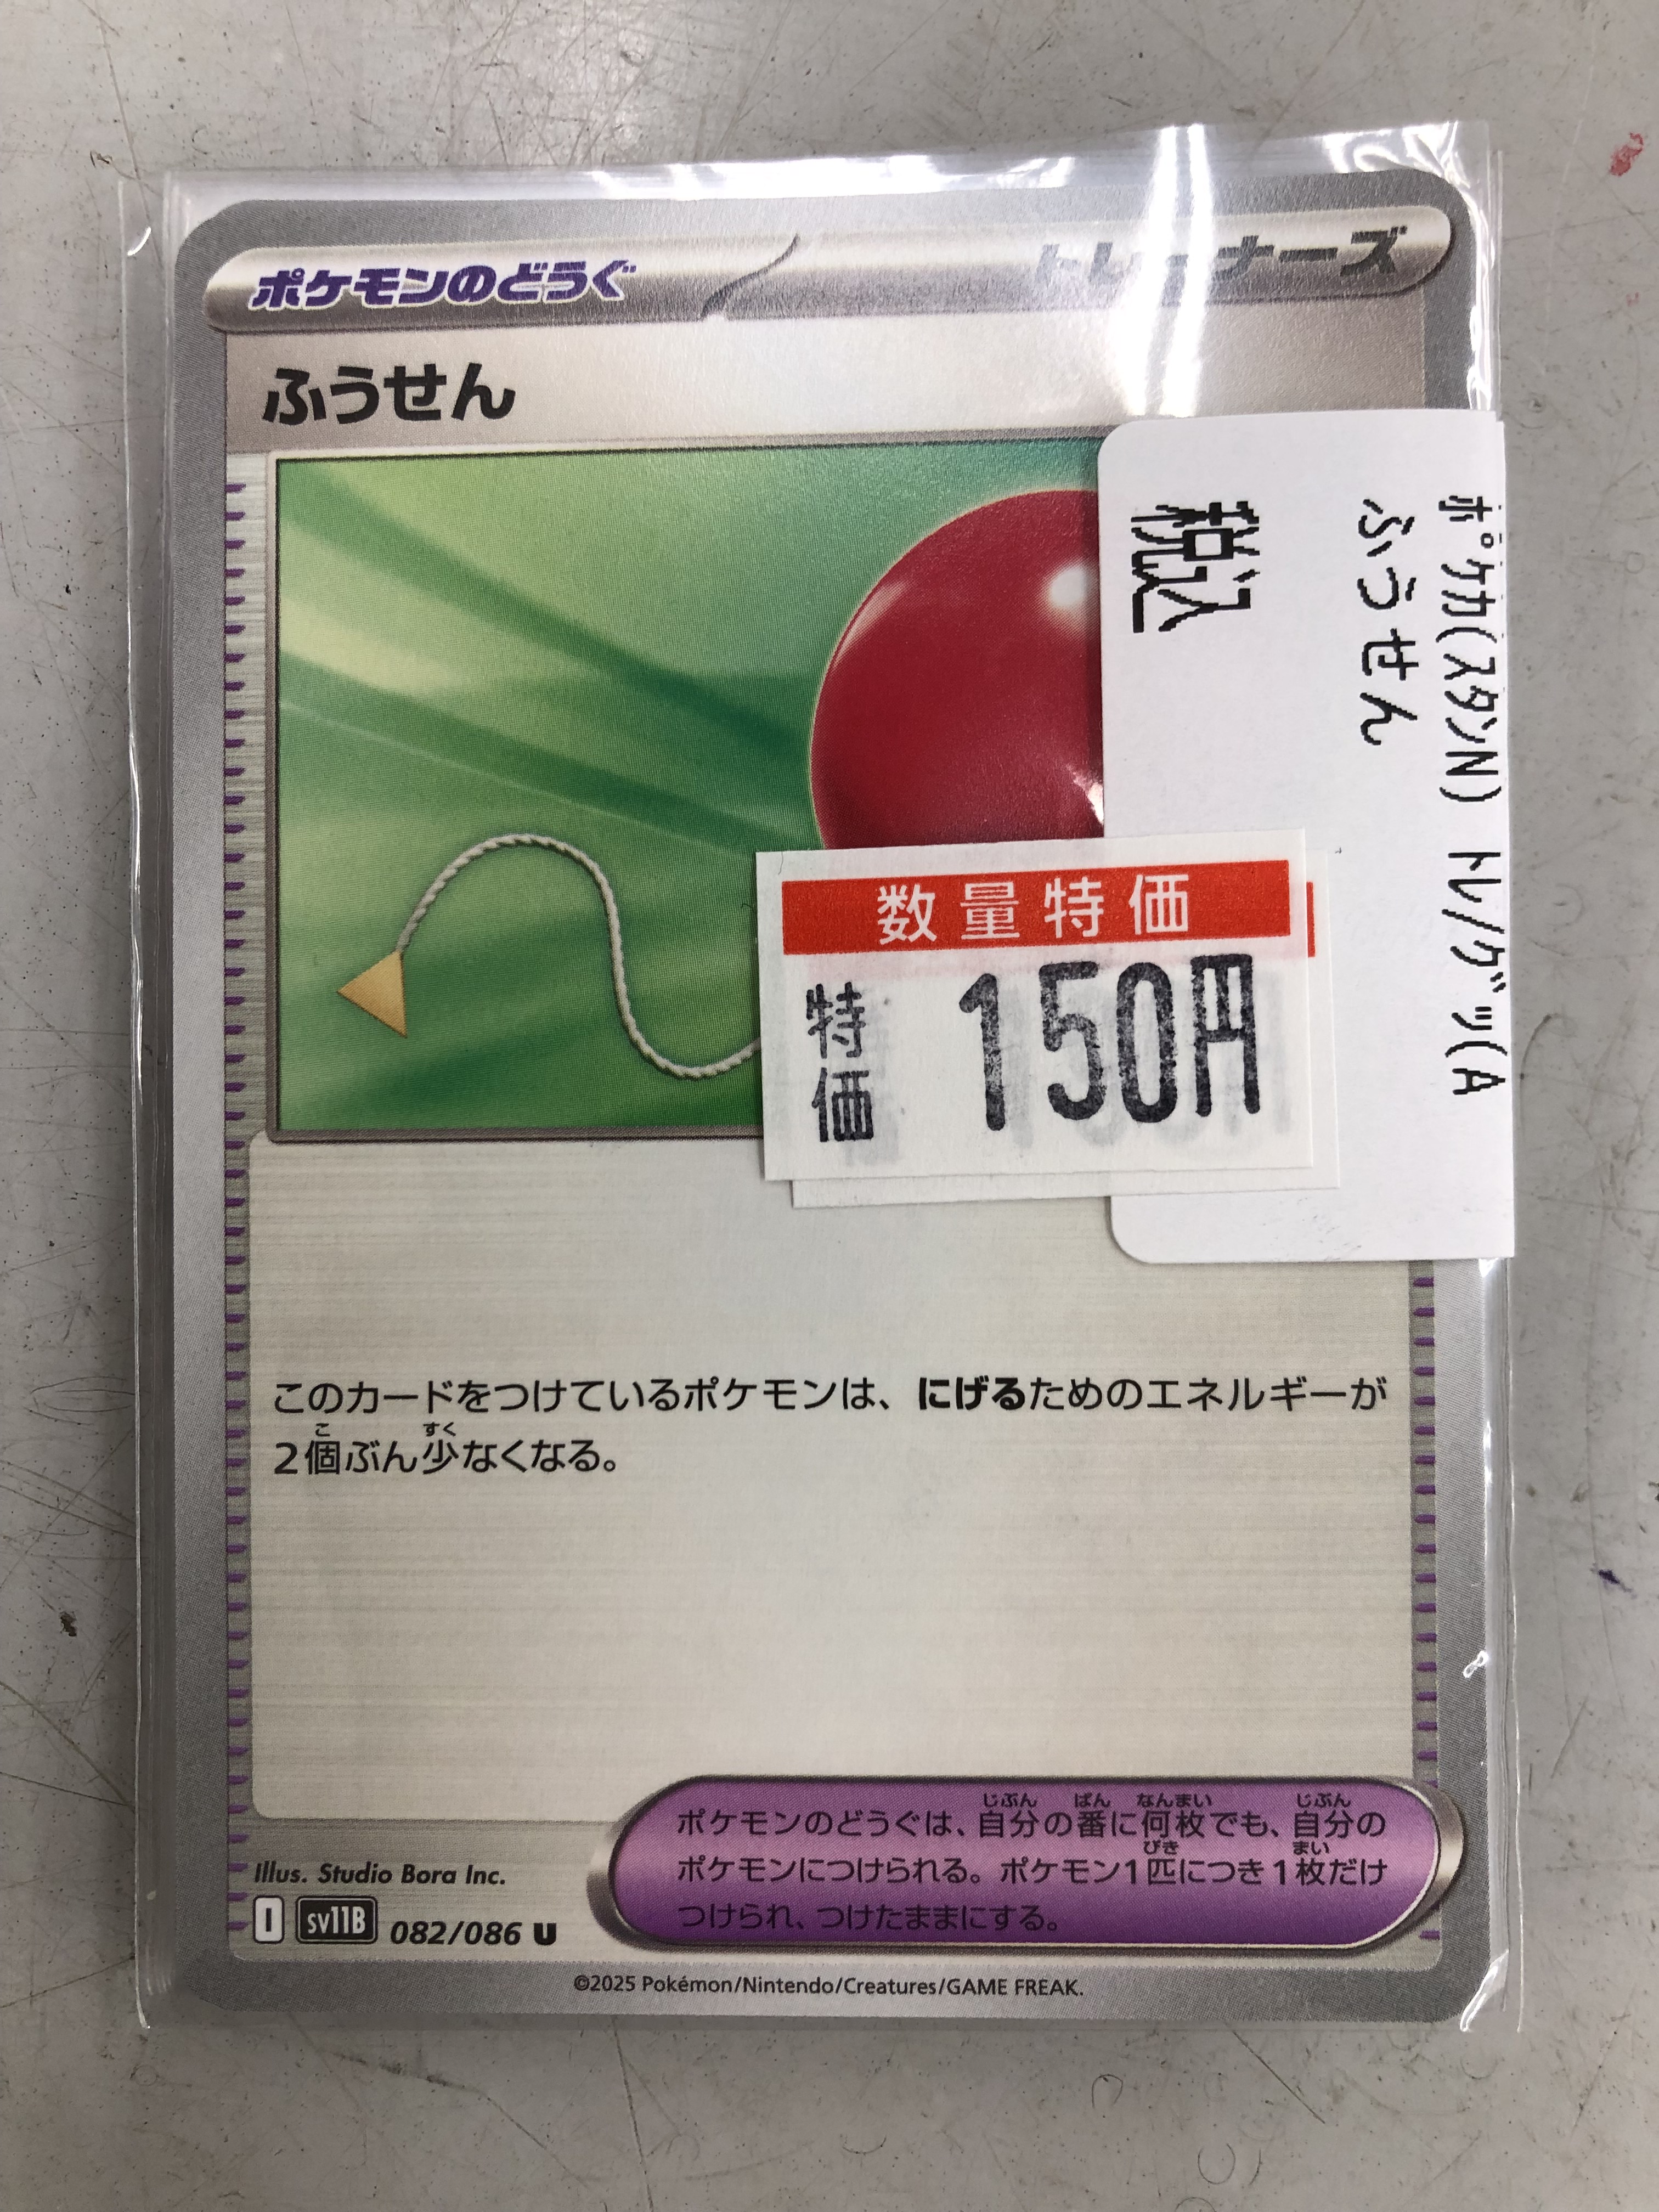 ポケモンのどうぐ
トレーナーズ
ふうせん
ポケカ(スタンN) トレ/グッ(A
ふうせん
税込
数量特価
特価 150円
このカードをつけているポケモンは、にげるためのエネルギーが
2個ぶん少なくなる。
ポケモンのどうぐは、自分の番に何枚でも、自分の
ポケモンにつけられる。ポケモン1匹につき1枚だけ
つけられ、つけたままにする。
Illus. Studio Bora Inc.
I sv11B 082/086 U
©2025 Pokémon/Nintendo/Creatures/GAME FREAK.